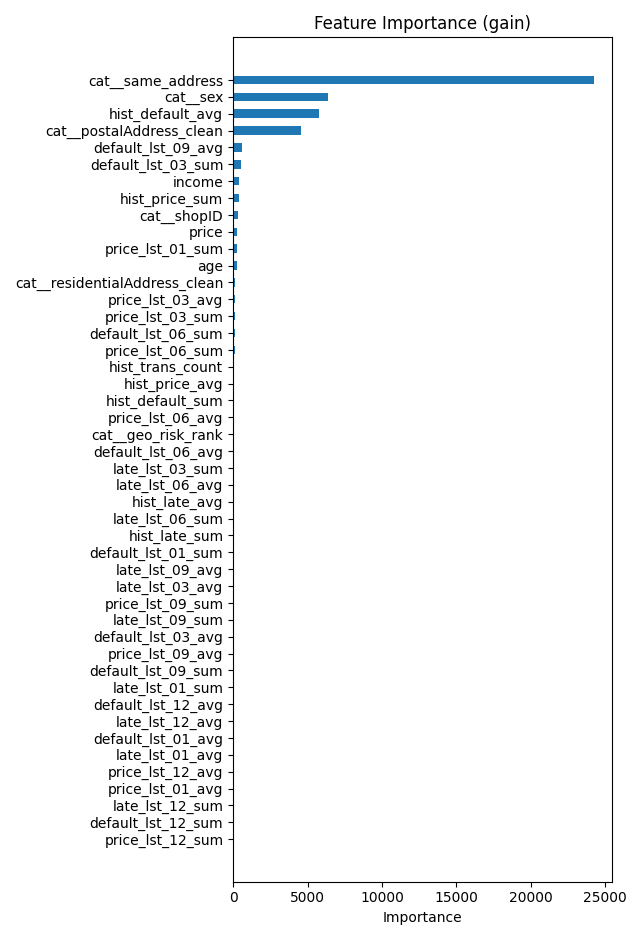 Feature Importance (gain)
cat__same_address
cat__sex
hist_default_avg
cat__postalAddress_clean
default_lst_09_avg
default_lst_03_sum
income
hist_price_sum
cat__shopID
price
price_lst_01_sum
age
cat__residentialAddress_clean
price_lst_03_avg
price_lst_03_sum
default_lst_06_sum
price_lst_06_sum
hist_trans_count
hist_price_avg
hist_default_sum
price_lst_06_avg
cat__geo_risk_rank
default_lst_06_avg
late_lst_03_sum
late_lst_06_avg
hist_late_avg
late_lst_06_sum
hist_late_sum
default_lst_01_sum
late_lst_09_avg
late_lst_03_avg
price_lst_09_sum
late_lst_09_sum
default_lst_03_avg
price_lst_09_avg
default_lst_09_sum
late_lst_01_sum
default_lst_12_avg
late_lst_12_avg
default_lst_01_avg
late_lst_01_avg
price_lst_12_avg
price_lst_01_avg
late_lst_12_sum
default_lst_12_sum
price_lst_12_sum
0 5000 10000 15000 20000 25000
Importance